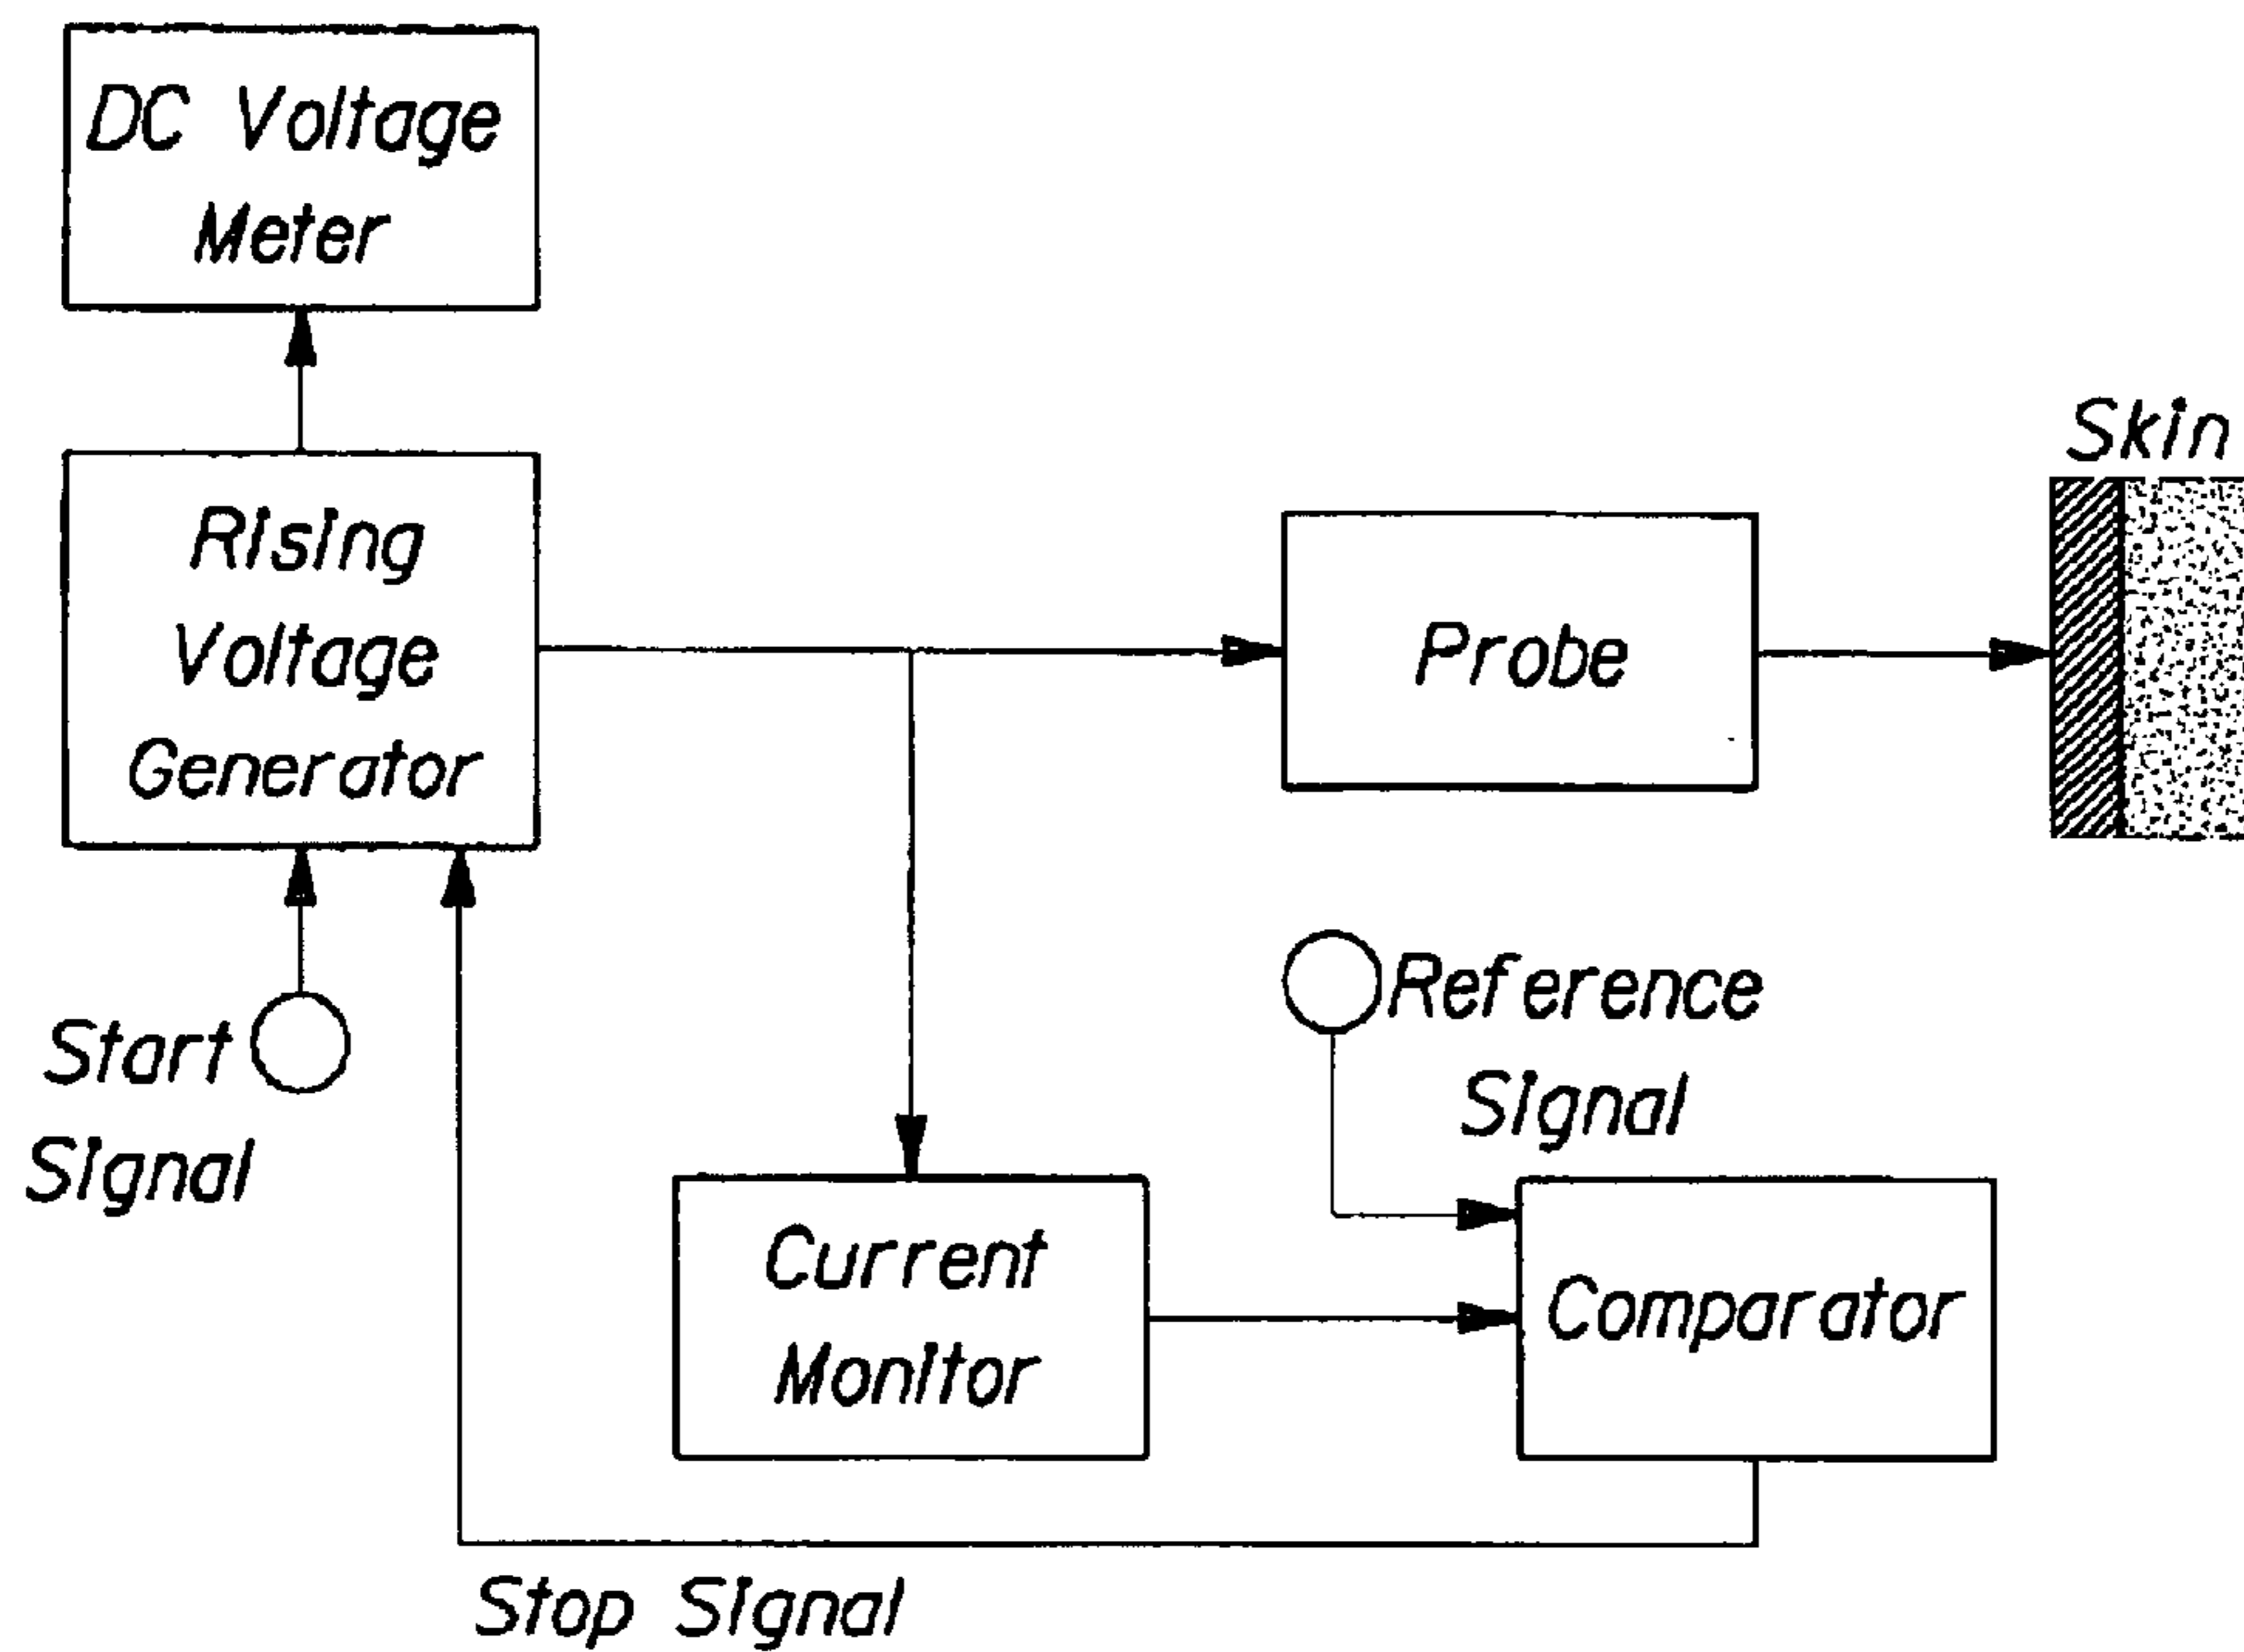 DC Voltage
Meter
Skin
Rising
Voltage
Generator
Probe
Reference
Signal
Start
Signal
Current
Monitor
Comparator
Stop Signal